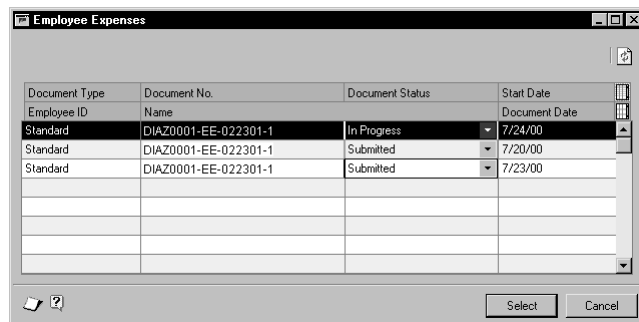 Employee Expenses
Document Type Document No. Document Status Start Date
Employee ID Name Document Date
Standard DIAZ0001-EE-022301-1 In Progress 7/24/00
Standard DIAZ0001-EE-022301-1 Submitted 7/20/00
Standard DIAZ0001-EE-022301-1 Submitted 7/23/00
Select Cancel